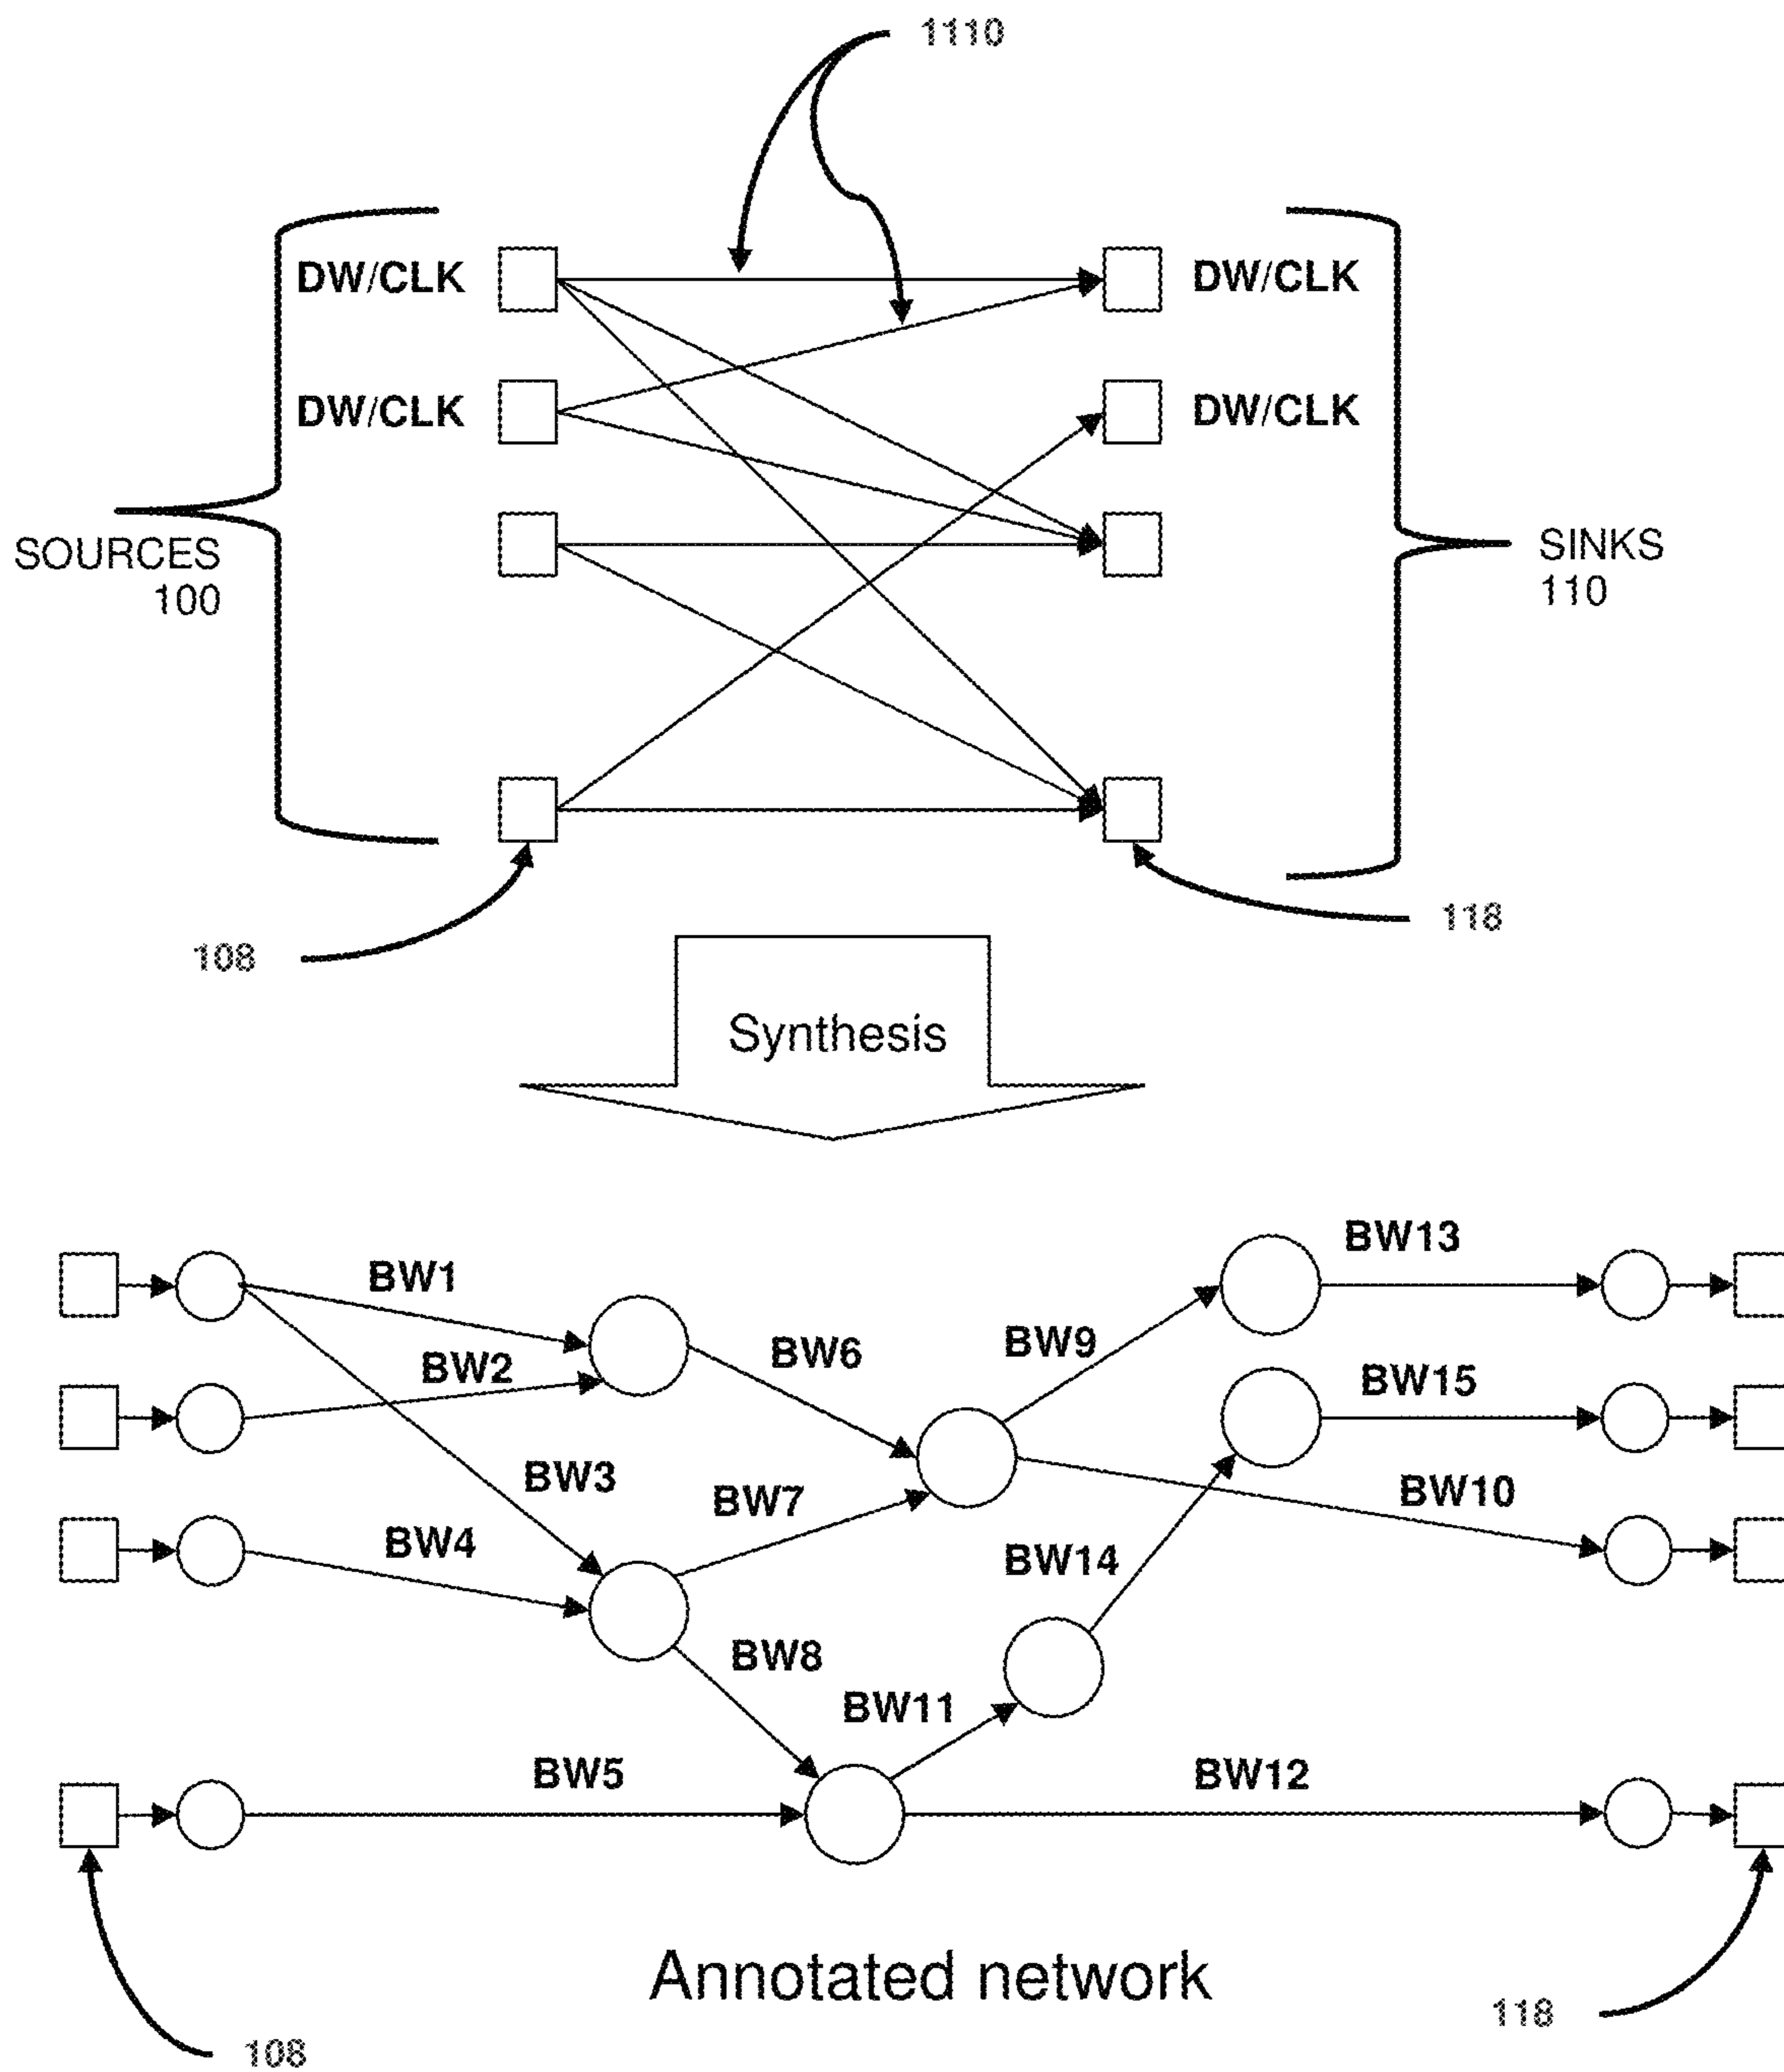 1110
DW/CLK
DW/CLK
DW/CLK
DW/CLK
SOURCES
100
SINKS
110
108
118
Synthesis
BW1
BW13
BW2
BW6
BW9
BW15
BW3
BW7
BW10
BW4
BW14
BW8
BW11
BW5
BW12
Annotated network
108
118